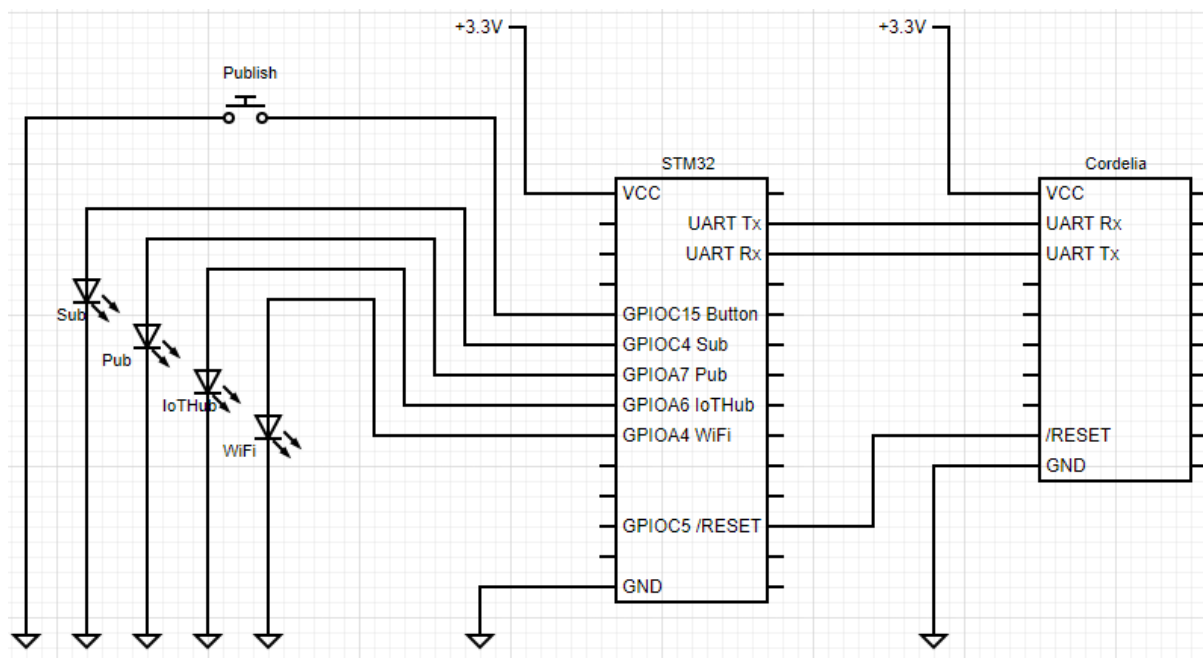 +3.3V
+3.3V
Publish
STM32
Cordelia
VCC
VCC
UART Tx
UART Rx
UART Rx
UART Tx
GPIOC15 Button
Sub
GPIOC4 Sub
Pub
GPIOA7 Pub
IoTHub
GPIOA6 IoTHub
WiFi
GPIOA4 WiFi
/RESET
GND
GPIOC5 /RESET
GND